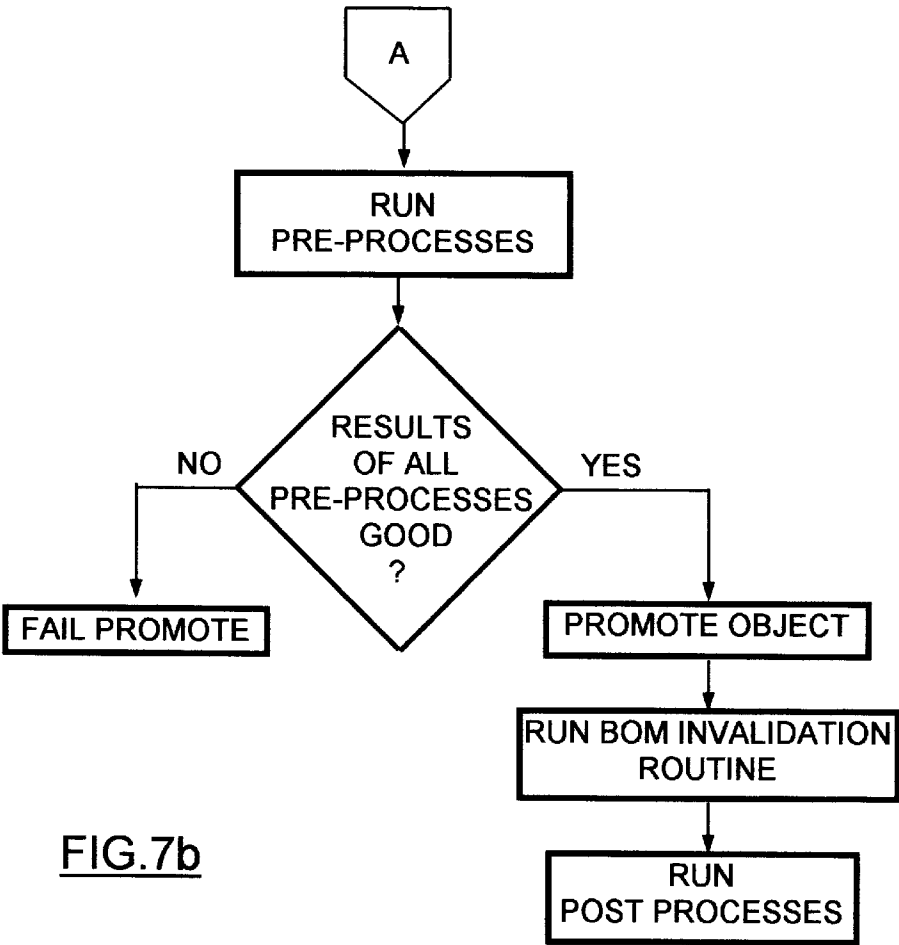 A
RUN
PRE-PROCESSES
RESULTS
OF ALL
PRE-PROCESSES
GOOD
?
NO
YES
FAIL PROMOTE
PROMOTE OBJECT
RUN BOM INVALIDATION
ROUTINE
RUN
POST PROCESSES
FIG.7b